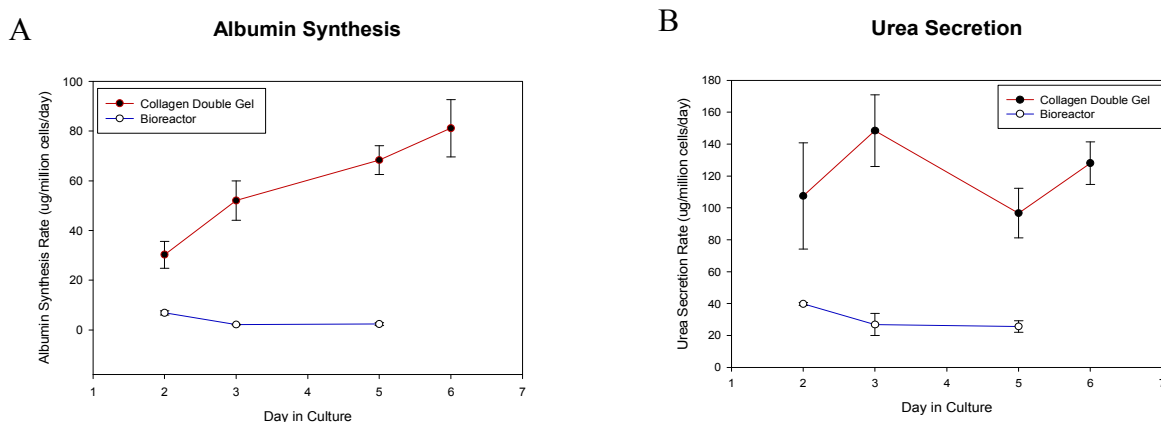 A
Albumin Synthesis
Albumin Synthesis Rate (ug/million cells/day)
100
80
60
40
20
0
Collagen Double Gel
Bioreactor
1 2 3 4 5 6 7
Day in Culture
B
Urea Secretion
Urea Secretion Rate (ug/million cells/day)
180
160
140
120
100
80
60
40
20
0
Collagen Double Gel
Bioreactor
1 2 3 4 5 6 7
Day in Culture